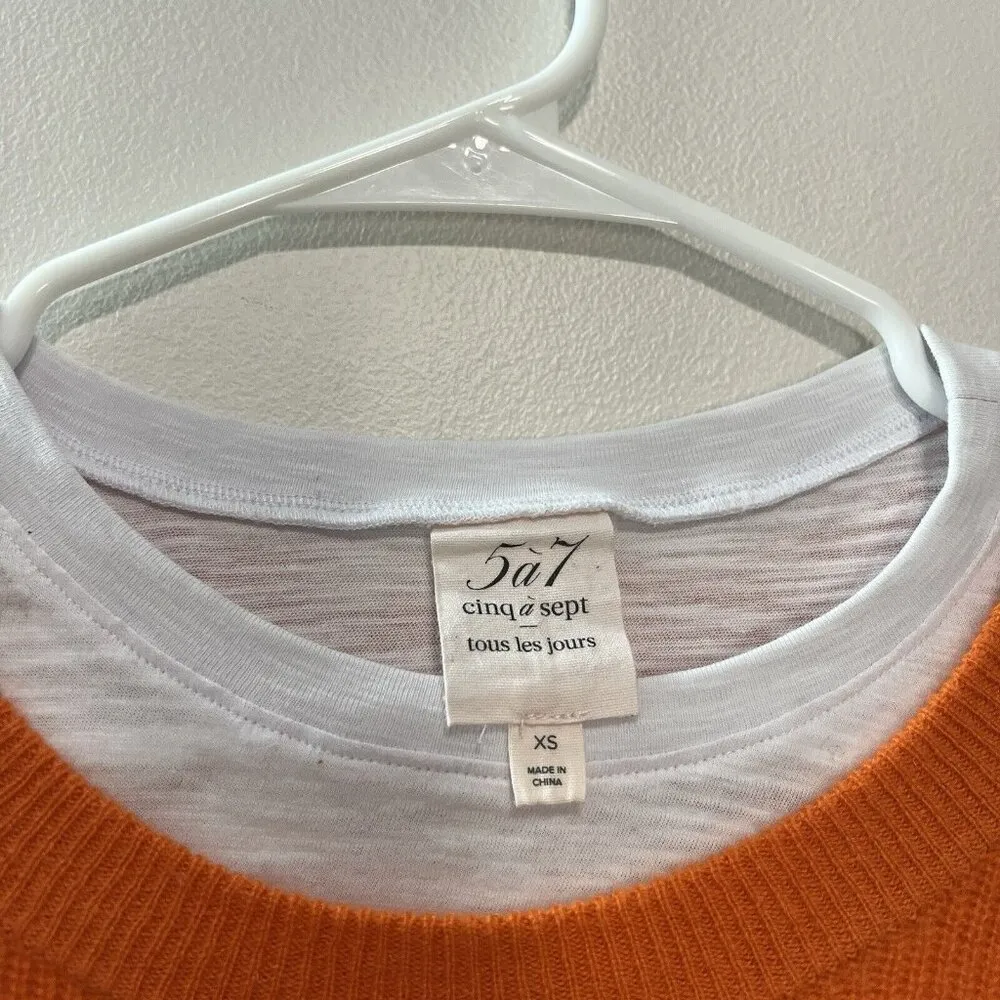 5à7
cinq à sept
tous les jours
XS
MADE IN
CHINA